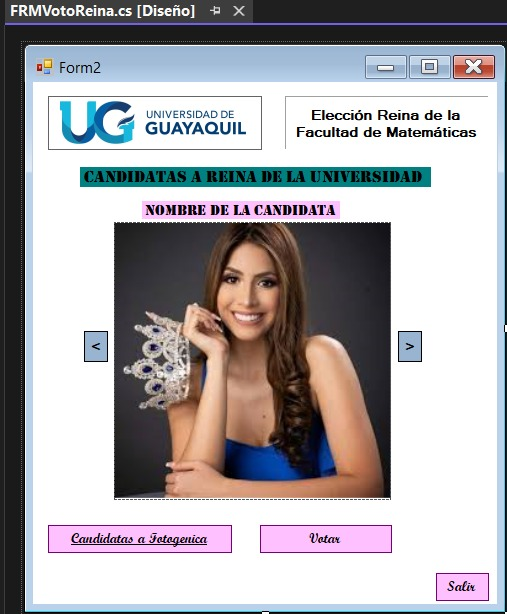 FRMVotoReina.cs [Diseño]
Form2
UG UNIVERSIDAD DE
GUAYAQUIL
Elección Reina de la
Facultad de Matemáticas
CANDIDATAS A REINA DE LA UNIVERSIDAD
NOMBRE DE LA CANDIDATA
< >
Candidatas a Fotogenica Votar
Salir